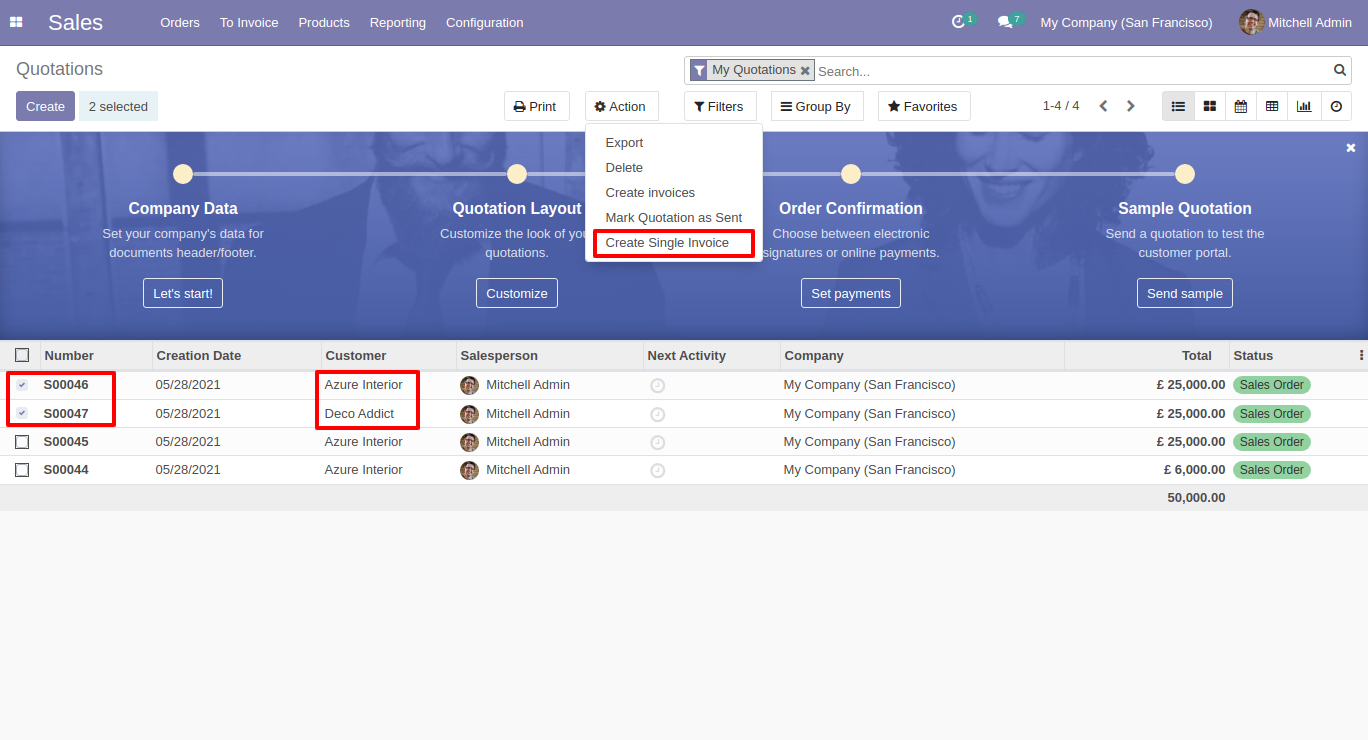 Sales Orders To Invoice Products Reporting Configuration 1 7 My Company (San Francisco) Mitchell Admin
Quotations My Quotations Search...
Create 2 selected Print Action Filters Group By Favorites 1-4 / 4
Export
Delete
Create invoices
Mark Quotation as Sent
Create Single Invoice
Company Data
Set your company's data for
documents header/footer.
Let's start!
Quotation Layout
Customize the look of
quotations.
Customize
Order Confirmation
Choose between electronic
signatures or online payments.
Set payments
Sample Quotation
Send a quotation to test the
customer portal.
Send sample
Number Creation Date Customer Salesperson Next Activity Company Total Status
S00046 05/28/2021 Azure Interior Mitchell Admin My Company (San Francisco) £ 25,000.00 Sales Order
S00047 05/28/2021 Deco Addict Mitchell Admin My Company (San Francisco) £ 25,000.00 Sales Order
S00045 05/28/2021 Azure Interior Mitchell Admin My Company (San Francisco) £ 25,000.00 Sales Order
S00044 05/28/2021 Azure Interior Mitchell Admin My Company (San Francisco) £ 6,000.00 Sales Order
50,000.00